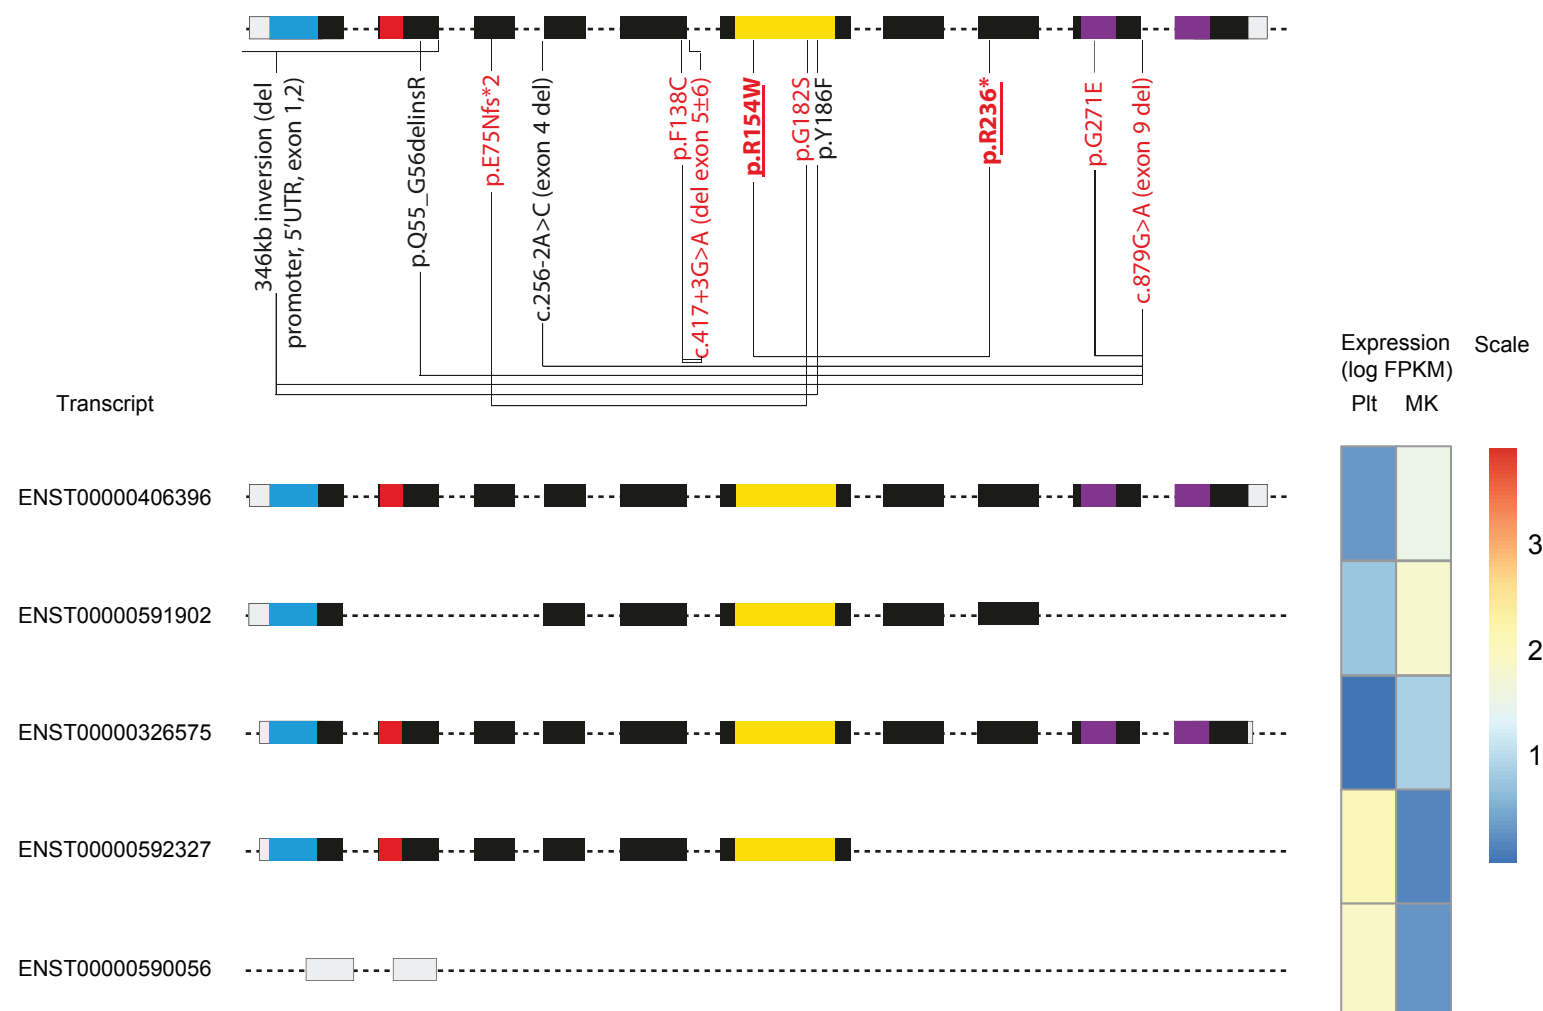 346kb inversion (del
promoter, 5'UTR, exon 1,2)
p.Q55_G56delinsR
p.E75Nfs*2
c.256-2A>C (exon 4 del)
p.F138C
c.417+3G>A (del exon 5±6)
p.R154W
p.G182S
p.Y186F
p.R236*
p.G271E
c.879G>A (exon 9 del)
Expression
(log FPKM)
Scale
Transcript
Plt MK
ENST00000406396
ENST00000591902
ENST00000326575
ENST00000592327
ENST00000590056
3
2
1